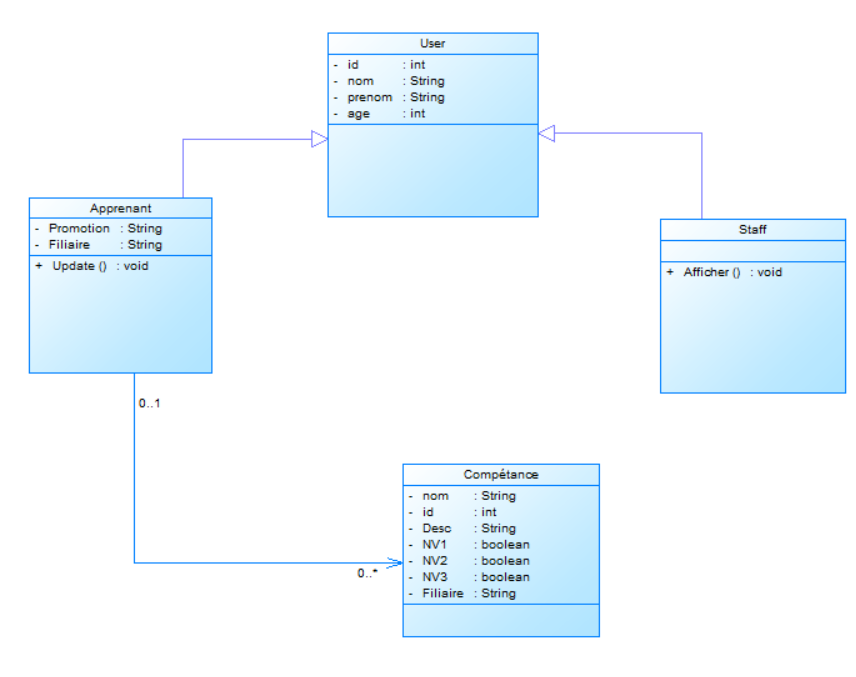 User
- id : int
- nom : String
- prenom : String
- age : int
Apprenant
- Promotion : String
- Filiaire : String
+ Update () : void
Staff
+ Afficher () : void
0..1
Compétance
- nom : String
- id : int
- Desc : String
- NV1 : boolean
- NV2 : boolean
- NV3 : boolean
- Filiaire : String
0..*